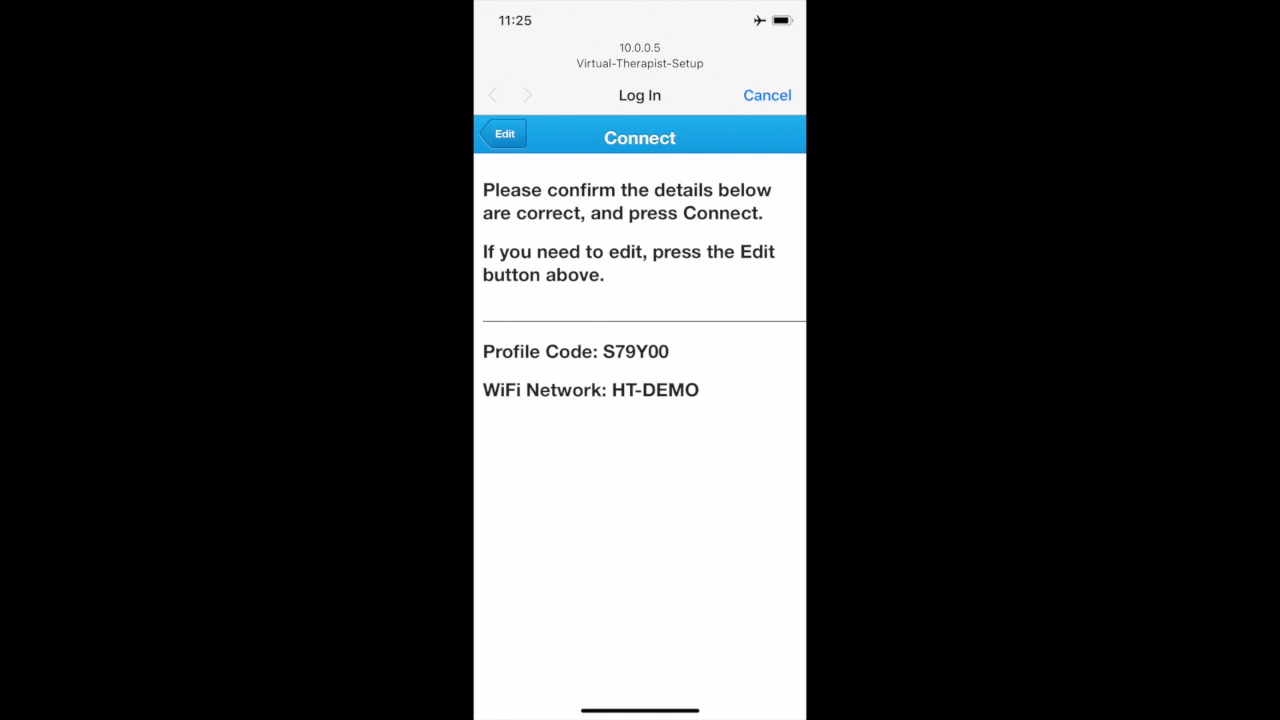 11:25
10.0.0.5
Virtual-Therapist-Setup
Log In
Cancel
Edit
Connect
Please confirm the details below
are correct, and press Connect.
If you need to edit, press the Edit
button above.
Profile Code: S79Y00
WiFi Network: HT-DEMO